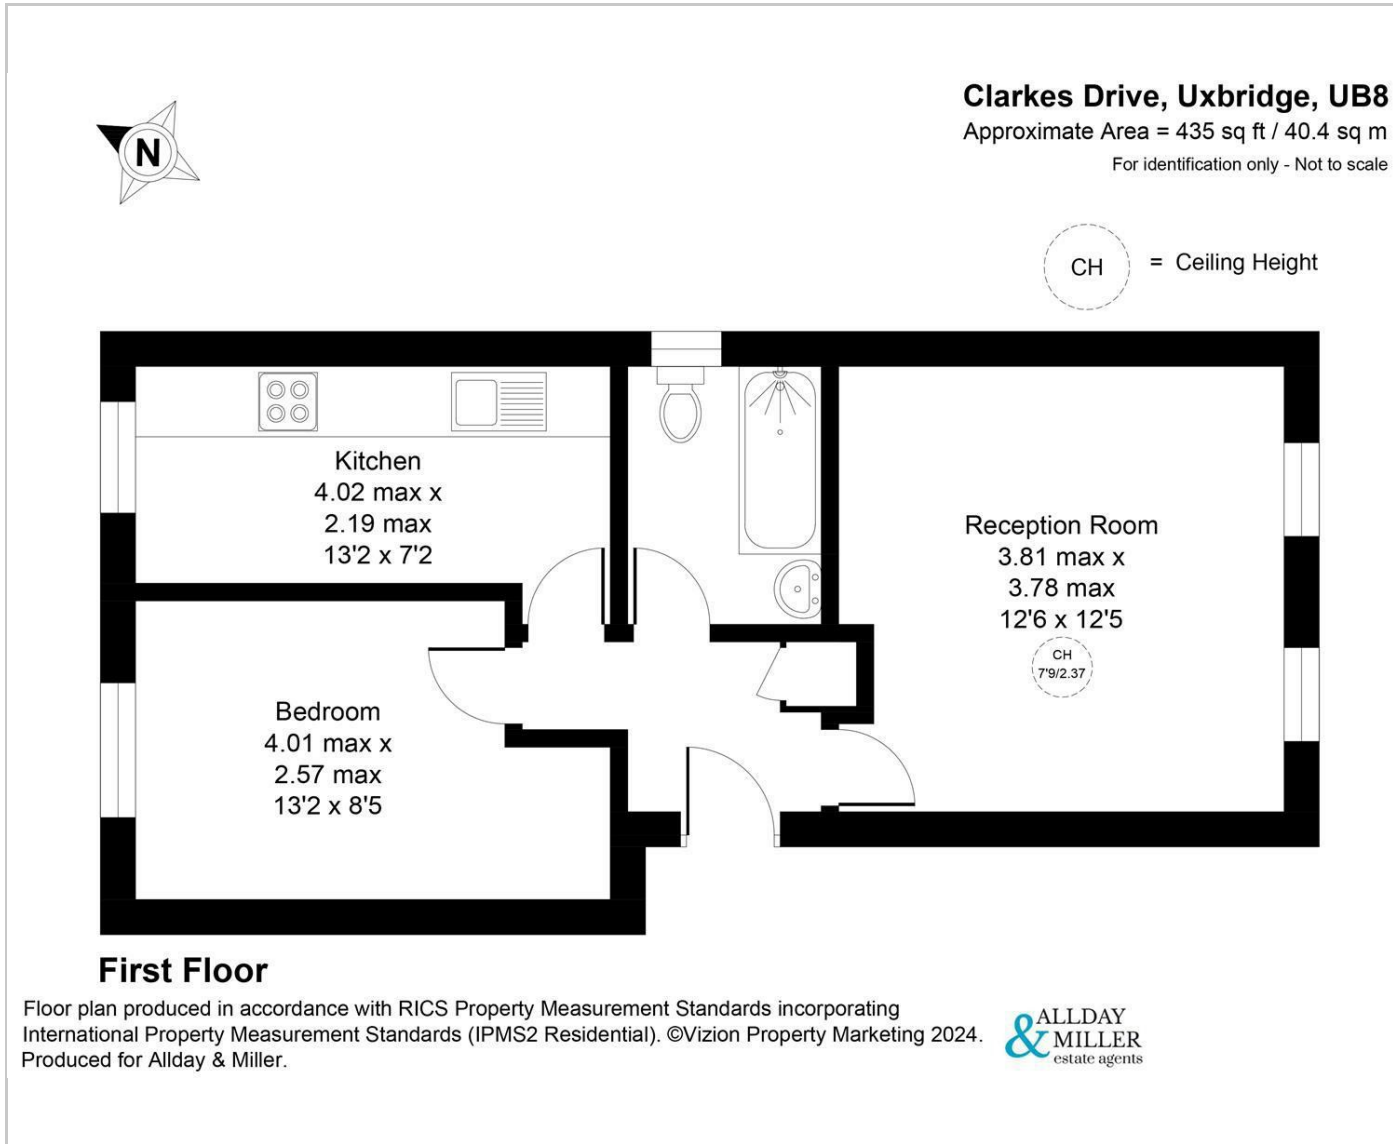 Clarkes Drive, Uxbridge, UB8
Approximate Area = 435 sq ft / 40.4 sq m
For identification only - Not to scale
N
CH = Ceiling Height
Kitchen
4.02 max x
2.19 max
13'2 x 7'2
Reception Room
3.81 max x
3.78 max
12'6 x 12'5
CH
7'9/2.37
Bedroom
4.01 max x
2.57 max
13'2 x 8'5
First Floor
Floor plan produced in accordance with RICS Property Measurement Standards incorporating
International Property Measurement Standards (IPMS2 Residential). ©Vizion Property Marketing 2024.
Produced for Allday & Miller.
ALLDAY
& MILLER
estate agents